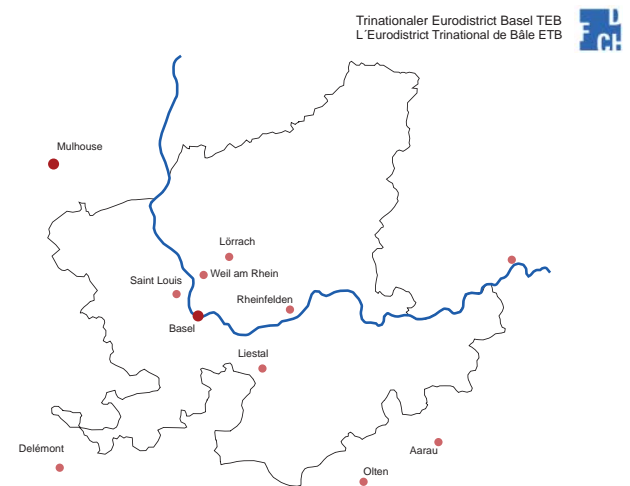 Trinationaler Eurodistrict Basel TEB
L´Eurodistrict Trinational de Bâle ETB
D
F
CH
Mulhouse
Lörrach
Weil am Rhein
Saint Louis
Rheinfelden
Basel
Liestal
Delémont
Aarau
Olten